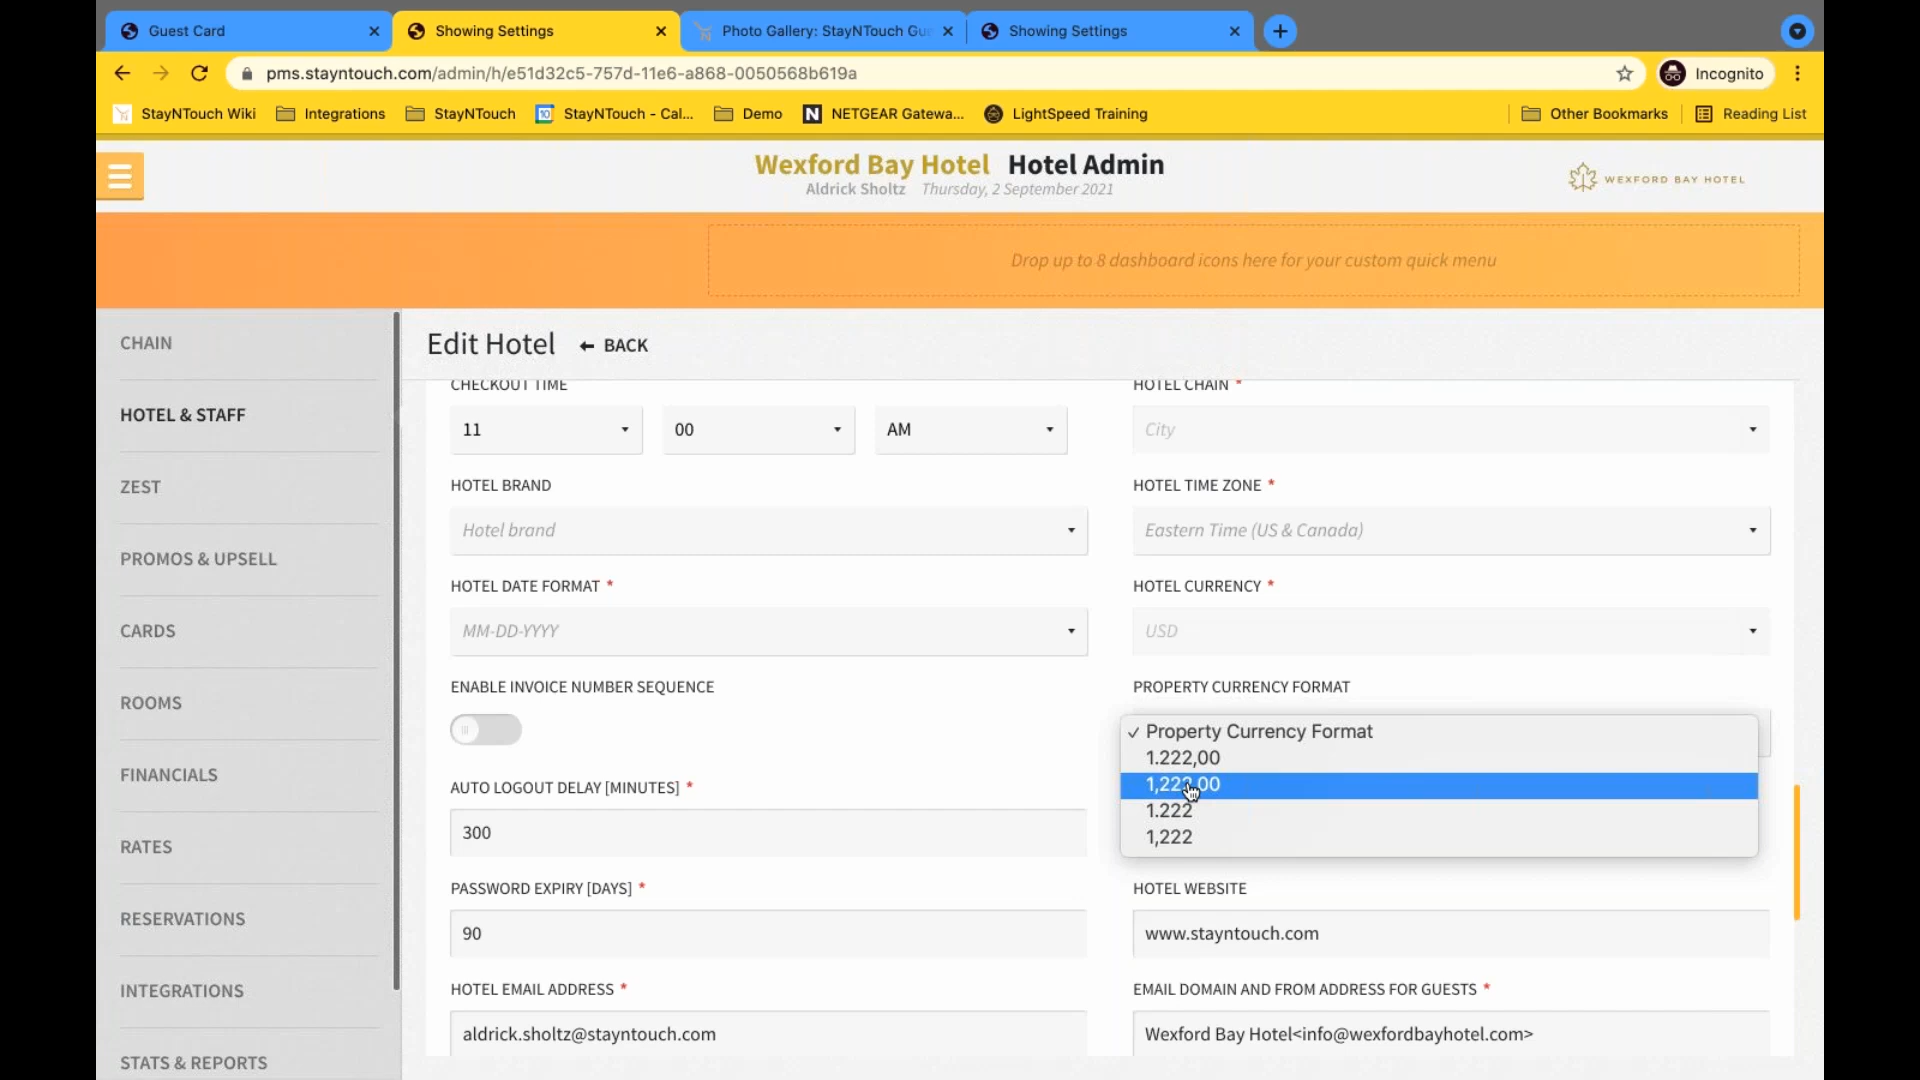 Guest Card
Showing Settings
Photo Gallery: StayNTouch Gu
Showing Settings
pms.stayntouch.com/admin/h/e51d32c5-757d-11e6-a868-0050568b619a
Incognito
StayNTouch Wiki
Integrations
StayNTouch
StayNTouch - Cal...
Demo
NETGEAR Gatewa...
LightSpeed Training
Other Bookmarks
Reading List
Wexford Bay Hotel Hotel Admin
Aldrick Sholtz Thursday, 2 September 2021
WEXFORD BAY HOTEL
Drop up to 8 dashboard icons here for your custom quick menu
CHAIN
HOTEL & STAFF
ZEST
PROMOS & UPSELL
CARDS
ROOMS
FINANCIALS
RATES
RESERVATIONS
INTEGRATIONS
STATS & REPORTS
Edit Hotel ← BACK
CHECKOUT TIME
HOTEL CHAIN *
11
00
AM
City
HOTEL BRAND
HOTEL TIME ZONE *
Hotel brand
Eastern Time (US & Canada)
HOTEL DATE FORMAT *
HOTEL CURRENCY *
MM-DD-YYYY
USD
ENABLE INVOICE NUMBER SEQUENCE
PROPERTY CURRENCY FORMAT
✓ Property Currency Format
1.222,00
1,222.00
1.222
1,222
AUTO LOGOUT DELAY [MINUTES] *
300
PASSWORD EXPIRY [DAYS] *
HOTEL WEBSITE
90
www.stayntouch.com
HOTEL EMAIL ADDRESS *
EMAIL DOMAIN AND FROM ADDRESS FOR GUESTS *
aldrick.sholtz@stayntouch.com
Wexford Bay Hotel<info@wexfordbayhotel.com>